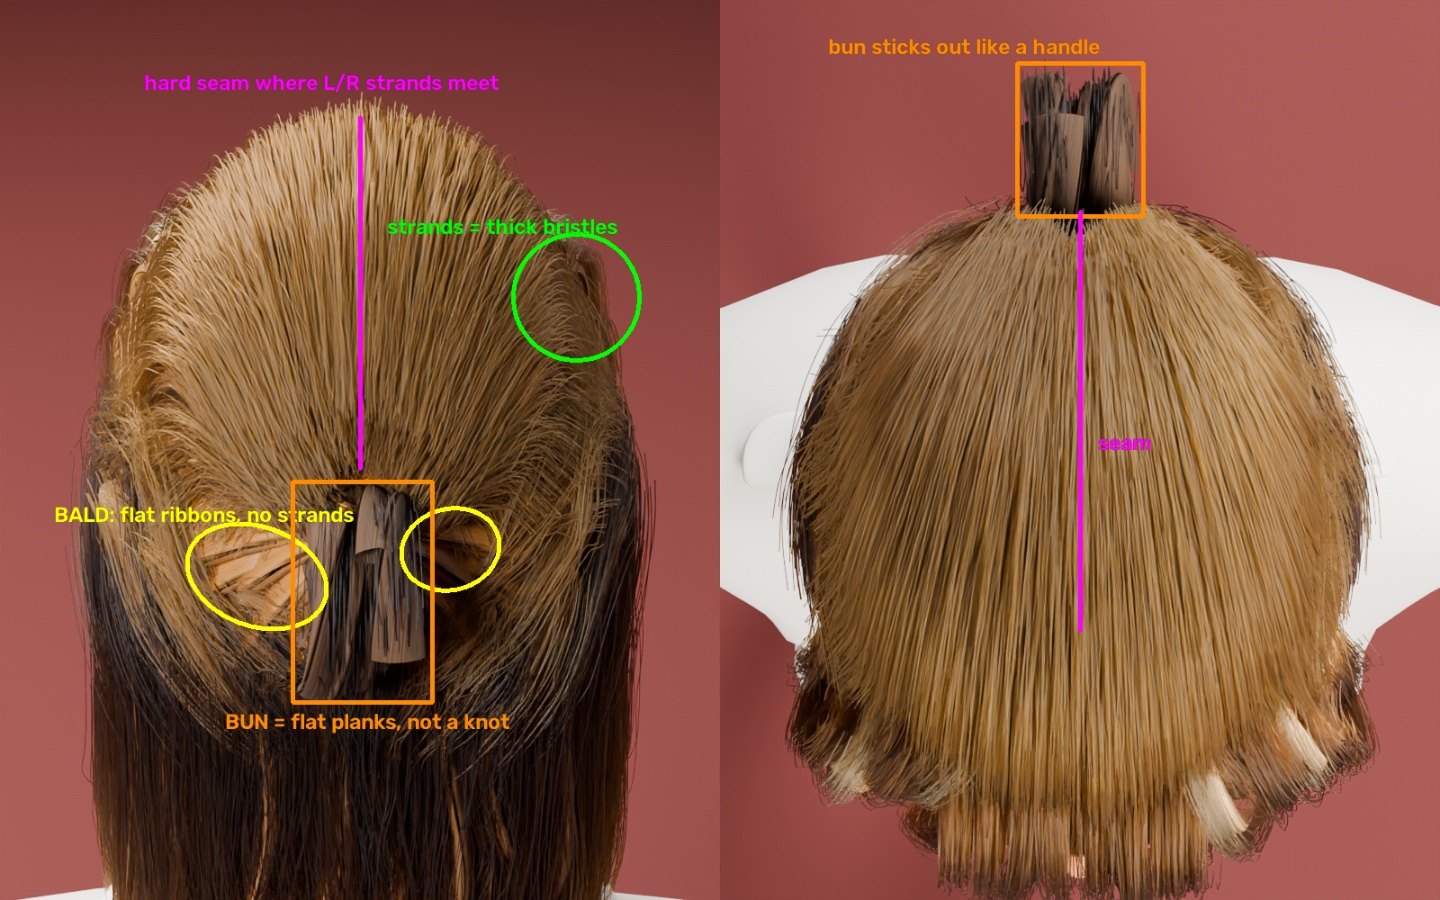 bun sticks out like a handle
hard seam where L/R strands meet
strands = thick bristles
seam
BALD: flat ribbons, no strands
BUN = flat planks, not a knot